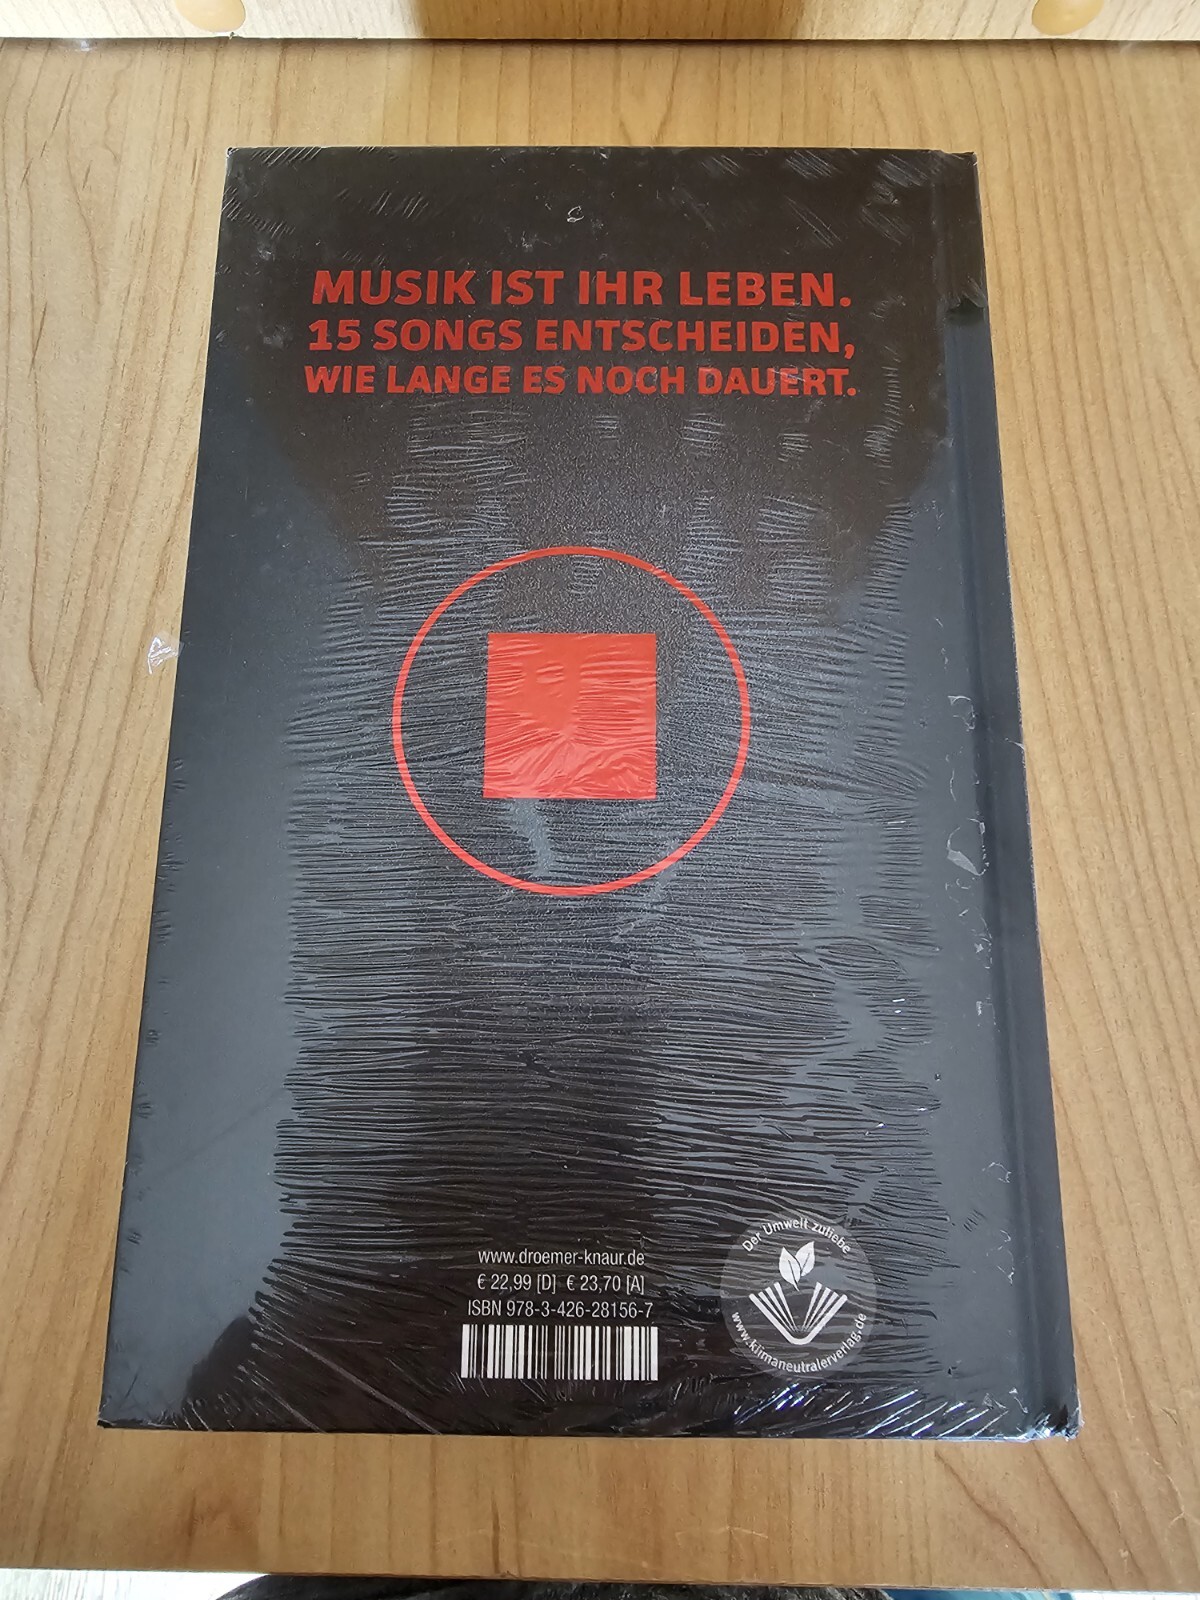 MUSIK IST IHR LEBEN.
15 SONGS ENTSCHEIDEN,
WIE LANGE ES NOCH DAUERT.
www.droemer-knaur.de
€ 22,99 [D] € 23,70 [A]
ISBN 978-3-426-28156-7
Der Umwelt zuliebe
www.klimaneutralerverlag.de